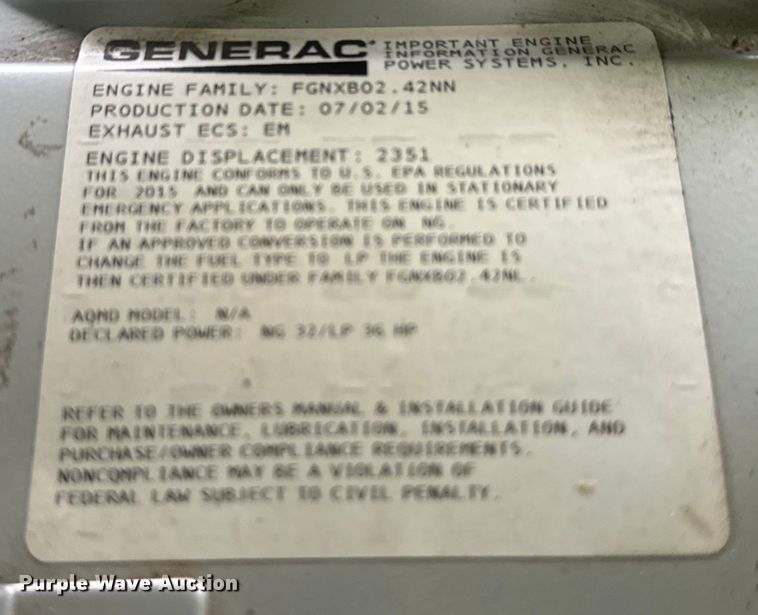 GENERAC IMPORTANT ENGINE
INFORMATION GENERAC
POWER SYSTEMS, INC.
ENGINE FAMILY: FGNXB02.42NN
PRODUCTION DATE: 07/02/15
EXHAUST ECS: EM
ENGINE DISPLACEMENT: 2351
THIS ENGINE CONFORMS TO U.S. EPA REGULATIONS
FOR 2015 AND CAN ONLY BE USED IN STATIONARY
EMERGENCY APPLICATIONS. THIS ENGINE IS CERTIFIED
FROM THE FACTORY TO OPERATE ON NG.
IF AN APPROVED CONVERSION IS PERFORMED TO
CHANGE THE FUEL TYPE TO LP THE ENGINE IS
THEN CERTIFIED UNDER FAMILY FGNXB02.42NL.
AQMD MODEL: N/A
DECLARED POWER: NG 32/LP 36 HP
REFER TO THE OWNERS MANUAL & INSTALLATION GUIDE
FOR MAINTENANCE, LUBRICATION, INSTALLATION, AND
PURCHASE/OWNER COMPLIANCE REQUIREMENTS.
NONCOMPLIANCE MAY BE A VIOLATION OF
FEDERAL LAW SUBJECT TO CIVIL PENALTY.
Purple Wave Auction